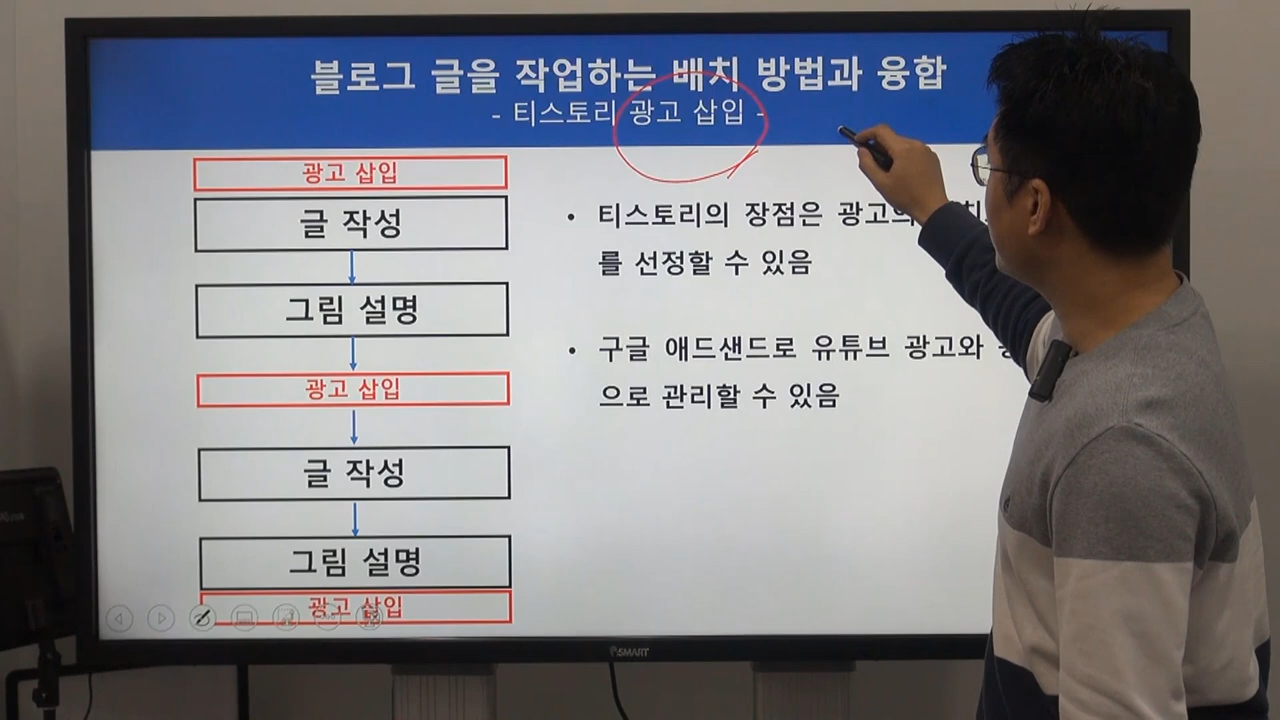 블로그 글을 작업하는 배치 방법과 융합
- 티스토리 광고 삽입 -
광고 삽입
글 작성
그림 설명
광고 삽입
글 작성
그림 설명
광고 삽입
• 티스토리의 장점은 광고의
를 선정할 수 있음
• 구글 애드샌드로 유튜브 광고와
으로 관리할 수 있음
SMART